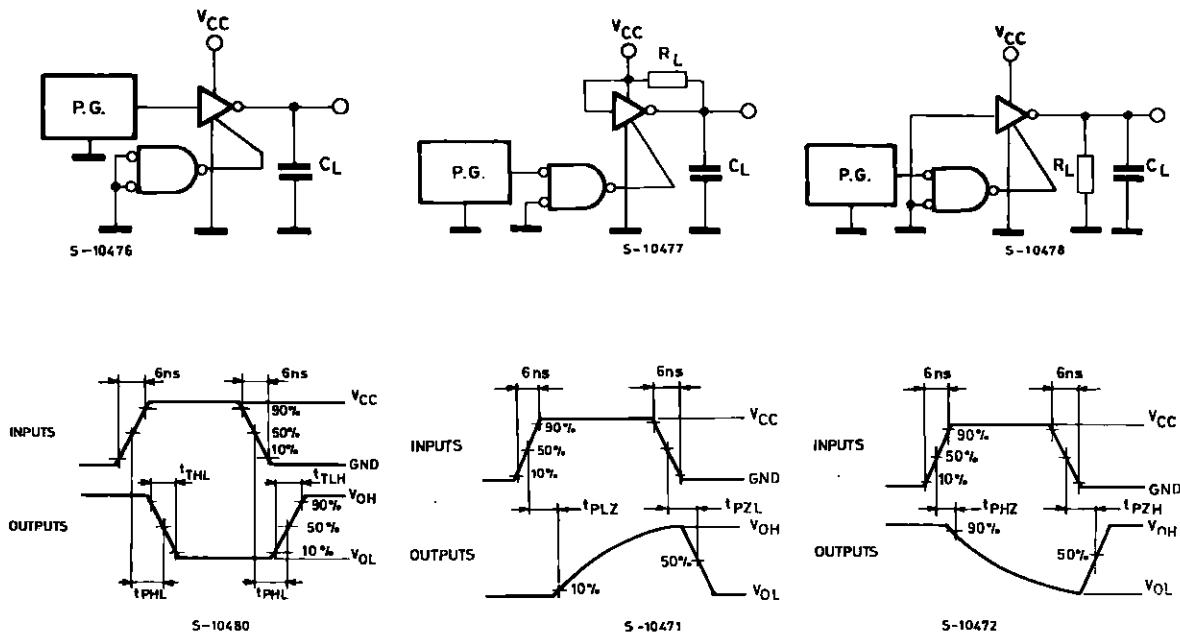 VCC
P.G.
CL
S-10476
VCC
RL
P.G.
CL
S-10477
VCC
P.G.
RL
CL
S-10478
6ns 6ns
VCC
90%
INPUTS 50%
10%
GND
tTHL tTLH
VOH
90%
OUTPUTS 50%
10%
VOL
tPHL tPHL
S-10480
6ns 6ns
VCC
90%
INPUTS 50%
10%
GND
tPLZ tPZL
VOH
OUTPUTS
50%
10%
VOL
S-10471
6ns 6ns
VCC
90%
INPUTS 50%
10%
GND
tPHZ tPZH
VOH
90%
OUTPUTS 50%
VOL
S-10472